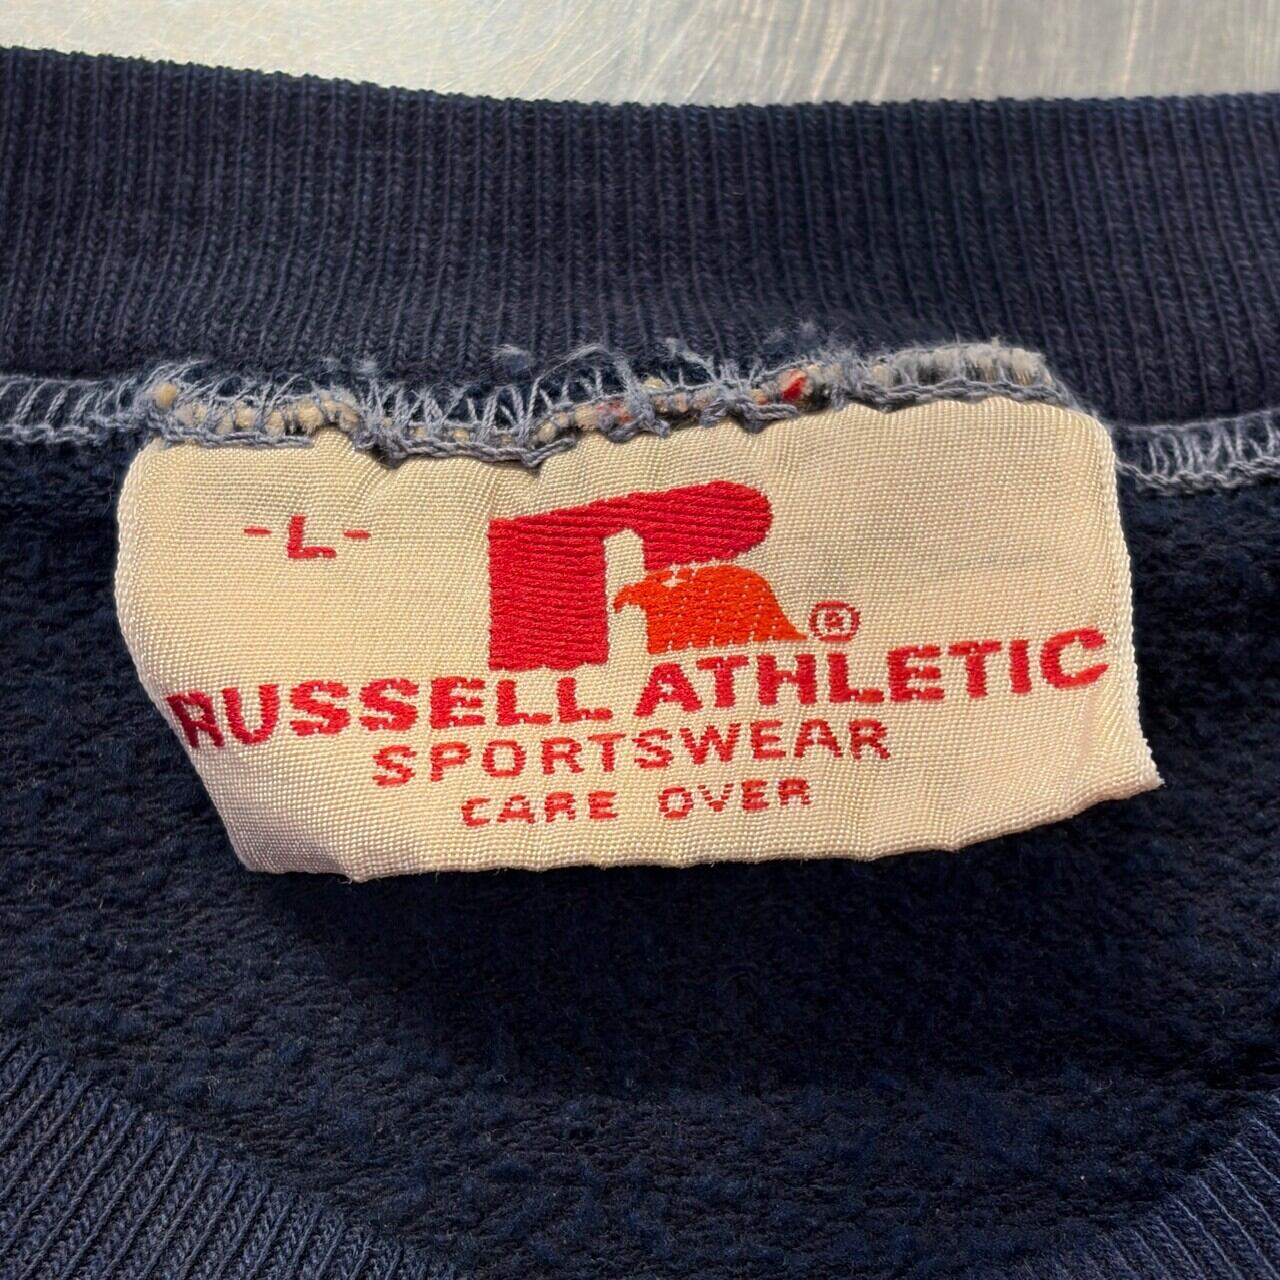 -L-
R®
RUSSELL ATHLETIC
SPORTSWEAR
CARE OVER